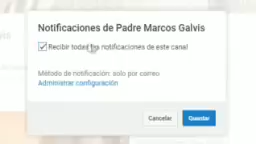 Notificaciones de Padre Marcos Galvis
Recibir todas las notificaciones de este canal
Método de notificación: solo por correo
Administrar configuración
Cancelar
Guardar